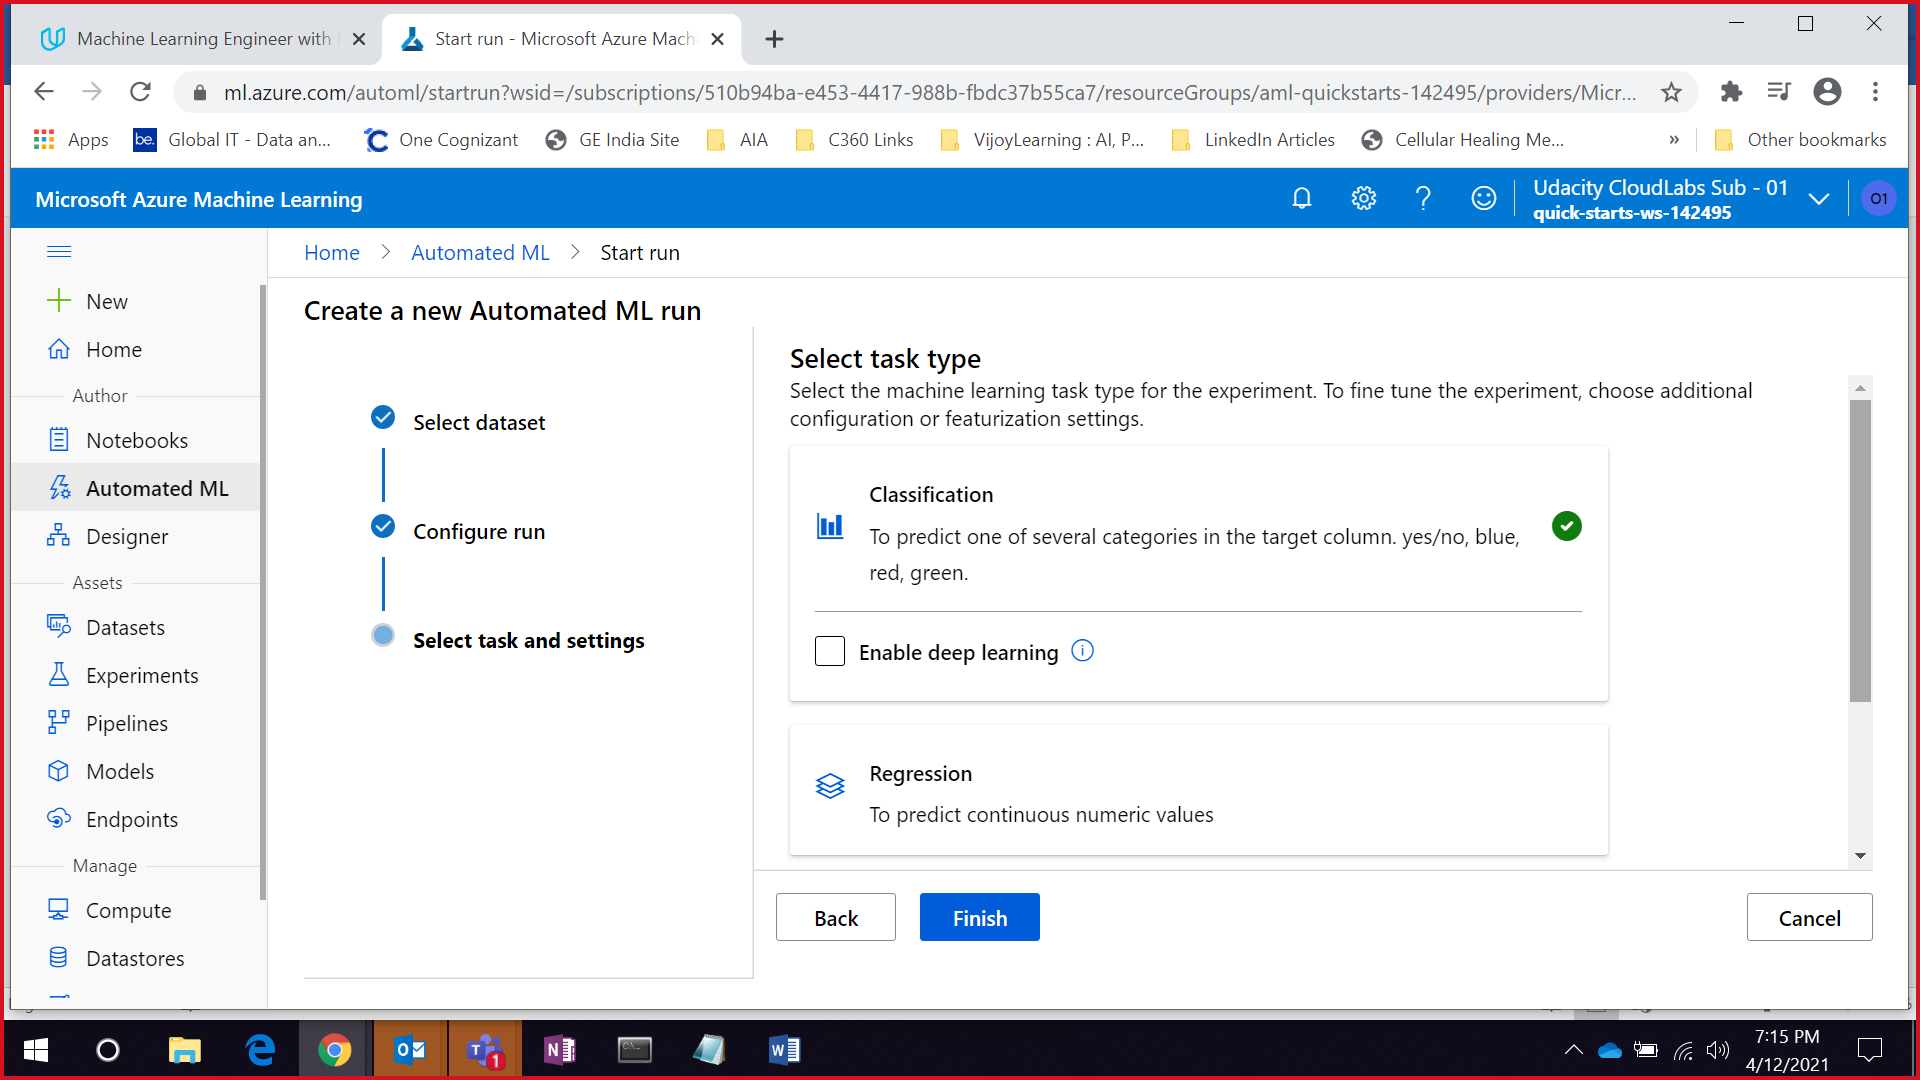 Machine Learning Engineer with
Start run - Microsoft Azure Mach
ml.azure.com/automl/startrun?wsid=/subscriptions/510b94ba-e453-4417-988b-fbdc37b55ca7/resourceGroups/aml-quickstarts-142495/providers/Micr...
Apps
be.
Global IT - Data an...
One Cognizant
GE India Site
AIA
C360 Links
VijoyLearning : AI, P...
LinkedIn Articles
Cellular Healing Me...
»
Other bookmarks
Microsoft Azure Machine Learning
Udacity CloudLabs Sub - 01
quick-starts-ws-142495
O1
Home > Automated ML > Start run
New
Home
Author
Notebooks
Automated ML
Designer
Assets
Datasets
Experiments
Pipelines
Models
Endpoints
Manage
Compute
Datastores
Create a new Automated ML run
Select dataset
Configure run
Select task and settings
Select task type
Select the machine learning task type for the experiment. To fine tune the experiment, choose additional
configuration or featurization settings.
Classification
To predict one of several categories in the target column. yes/no, blue,
red, green.
Enable deep learning
Regression
To predict continuous numeric values
Back
Finish
Cancel
1
7:15 PM
4/12/2021